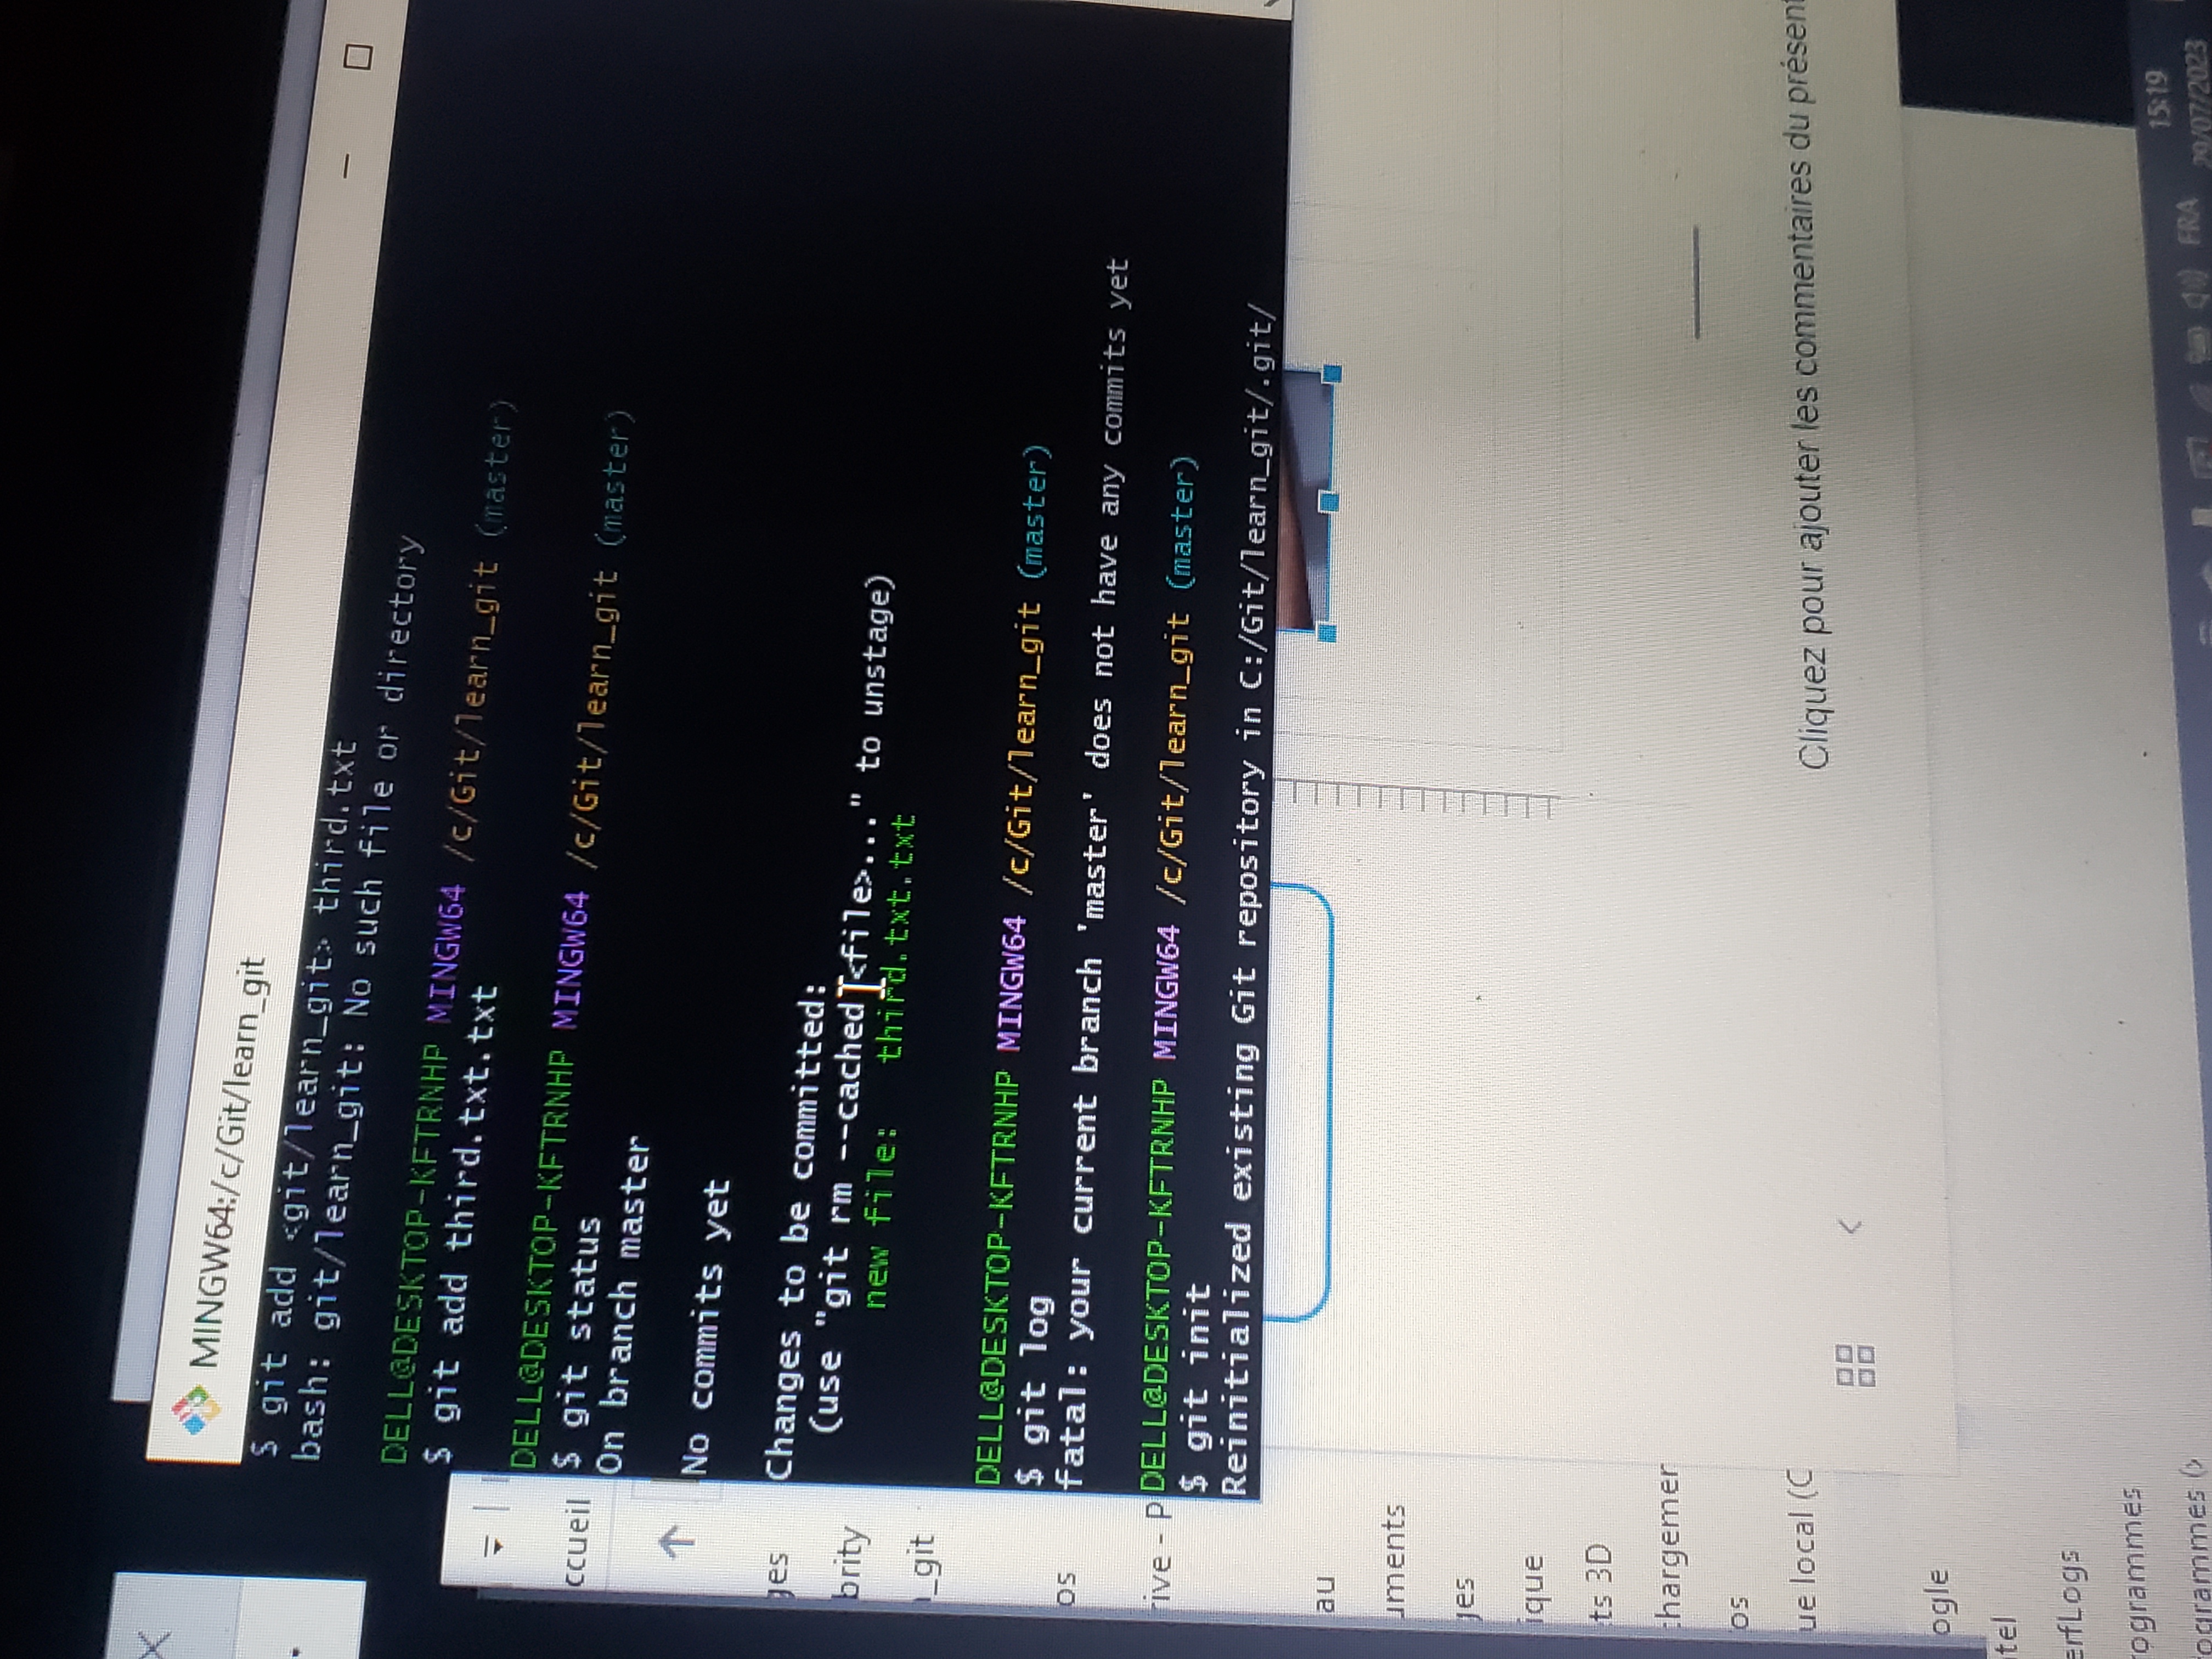 MINGW64:/c/Git/learn_git
$ git add <git/learn_git> third.txt
bash: git/learn_git: No such file or directory
DELL@DESKTOP-KFTRNHP MINGW64 /c/Git/learn_git (master)
$ git add third.txt.txt
DELL@DESKTOP-KFTRNHP MINGW64 /c/Git/learn_git (master)
$ git status
On branch master
No commits yet
Changes to be committed:
(use "git rm --cached <file>..." to unstage)
new file: third.txt.txt
DELL@DESKTOP-KFTRNHP MINGW64 /c/Git/learn_git (master)
$ git log
fatal: your current branch 'master' does not have any commits yet
DELL@DESKTOP-KFTRNHP MINGW64 /c/Git/learn_git (master)
$ git init
Reinitialized existing Git repository in C:/Git/learn_git/.git/
ccueil
ges
brity
_git
os
rive - P
au
uments
ges
ique
ts 3D
chargemer
os
ue local (C
ogle
tel
erfLogs
rogrammes
rogrammes (x
Cliquez pour ajouter les commentaires du présent
FRA
15:19
29/07/2023